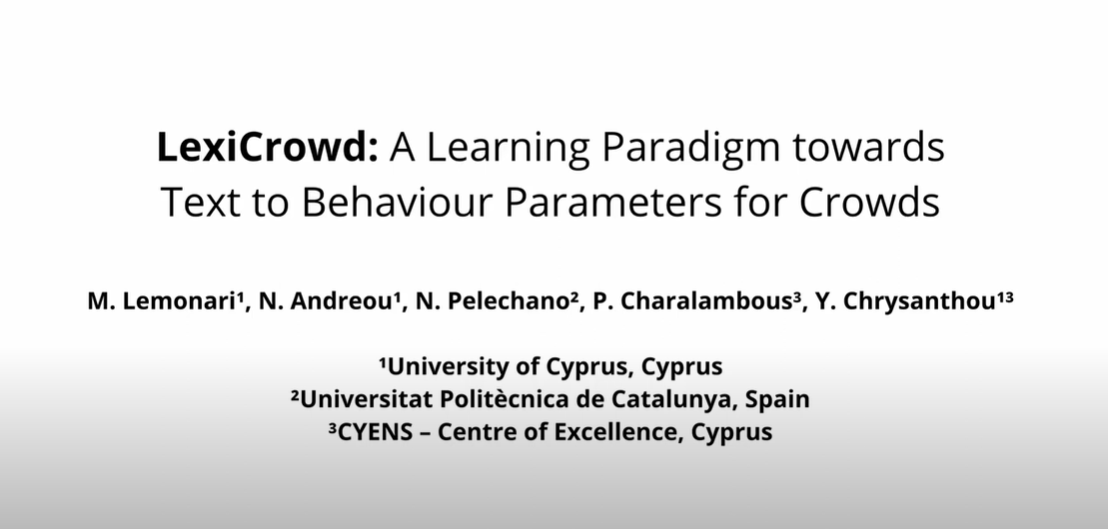 LexiCrowd: A Learning Paradigm towards
Text to Behaviour Parameters for Crowds
M. Lemonari¹, N. Andreou¹, N. Pelechano², P. Charalambous³, Y. Chrysanthou¹³
¹University of Cyprus, Cyprus
²Universitat Politècnica de Catalunya, Spain
³CYENS – Centre of Excellence, Cyprus